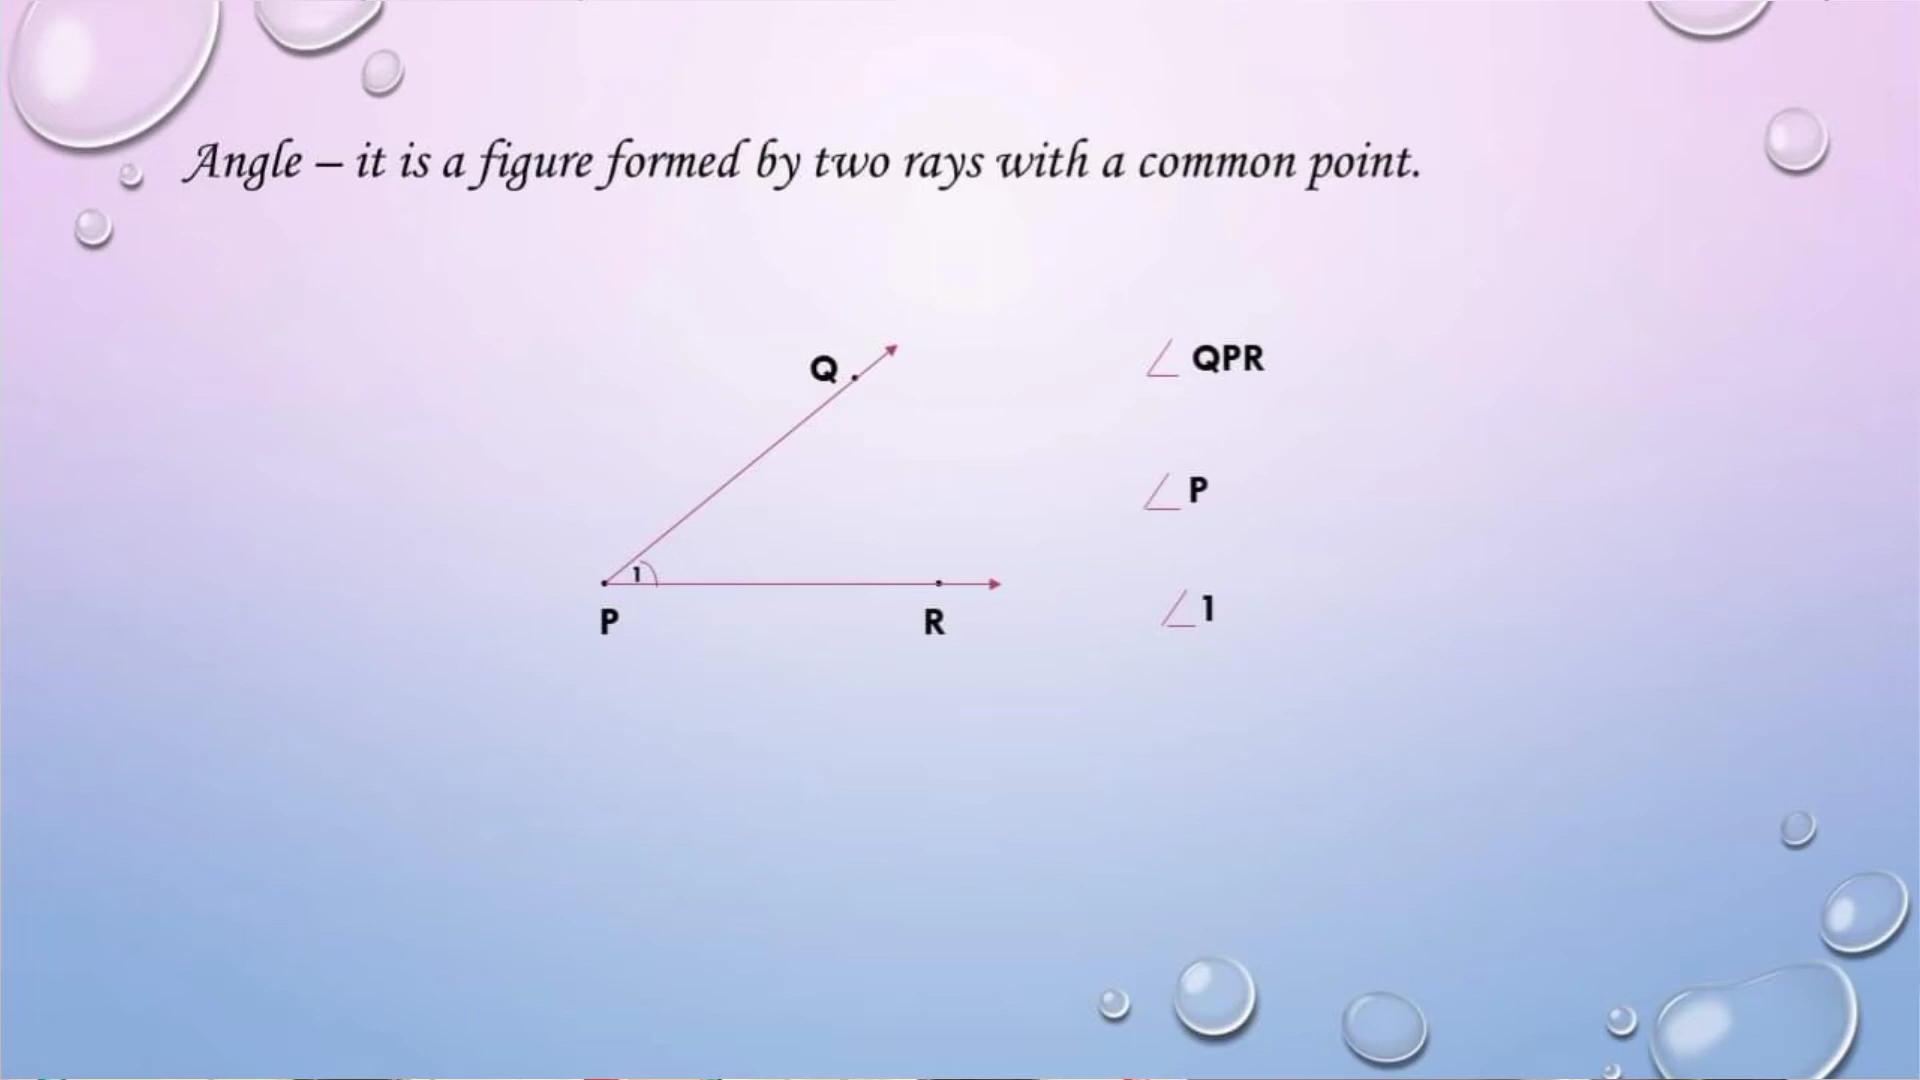 Angle – it is a figure formed by two rays with a common point.
Q
∠ QPR
∠ P
1
P
R
∠ 1